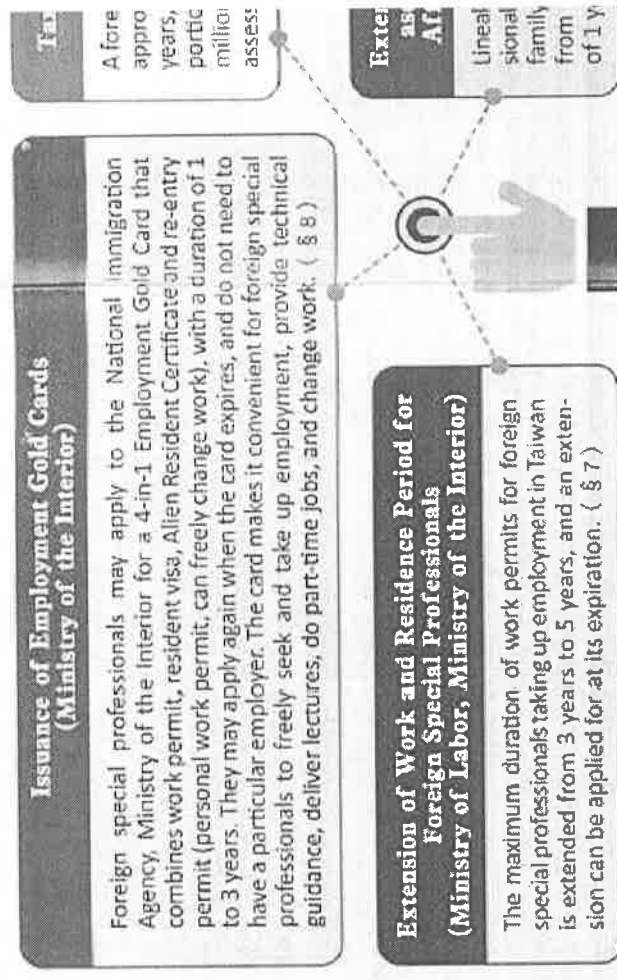 Issuance of Employment Gold Cards
(Ministry of the Interior)
Foreign special professionals may apply to the National Immigration
Agency, Ministry of the Interior for a 4-in-1 Employment Gold Card that
combines work permit, resident visa, Alien Resident Certificate and re-entry
permit (personal work permit, can freely change work), with a duration of 1
to 3 years. They may apply again when the card expires, and do not need to
have a particular employer. The card makes it convenient for foreign special
professionals to freely seek and take up employment, provide technical
guidance, deliver lectures, do part-time jobs, and change work. ( § 8.)
Extension of Work and Residence Period for
Foreign Special Professionals
(Ministry of Labor, Ministry of the Interior)
The maximum duration of work permits for foreign
special professionals taking up employment in Taiwan
is extended from 3 years to 5 years, and an exten-
sion can be applied for at its expiration. ( § 7 )
A fore
appro
years,
portic
millio
assess
Exte
as
Af
Lineal
sional
family
from
of 1 y